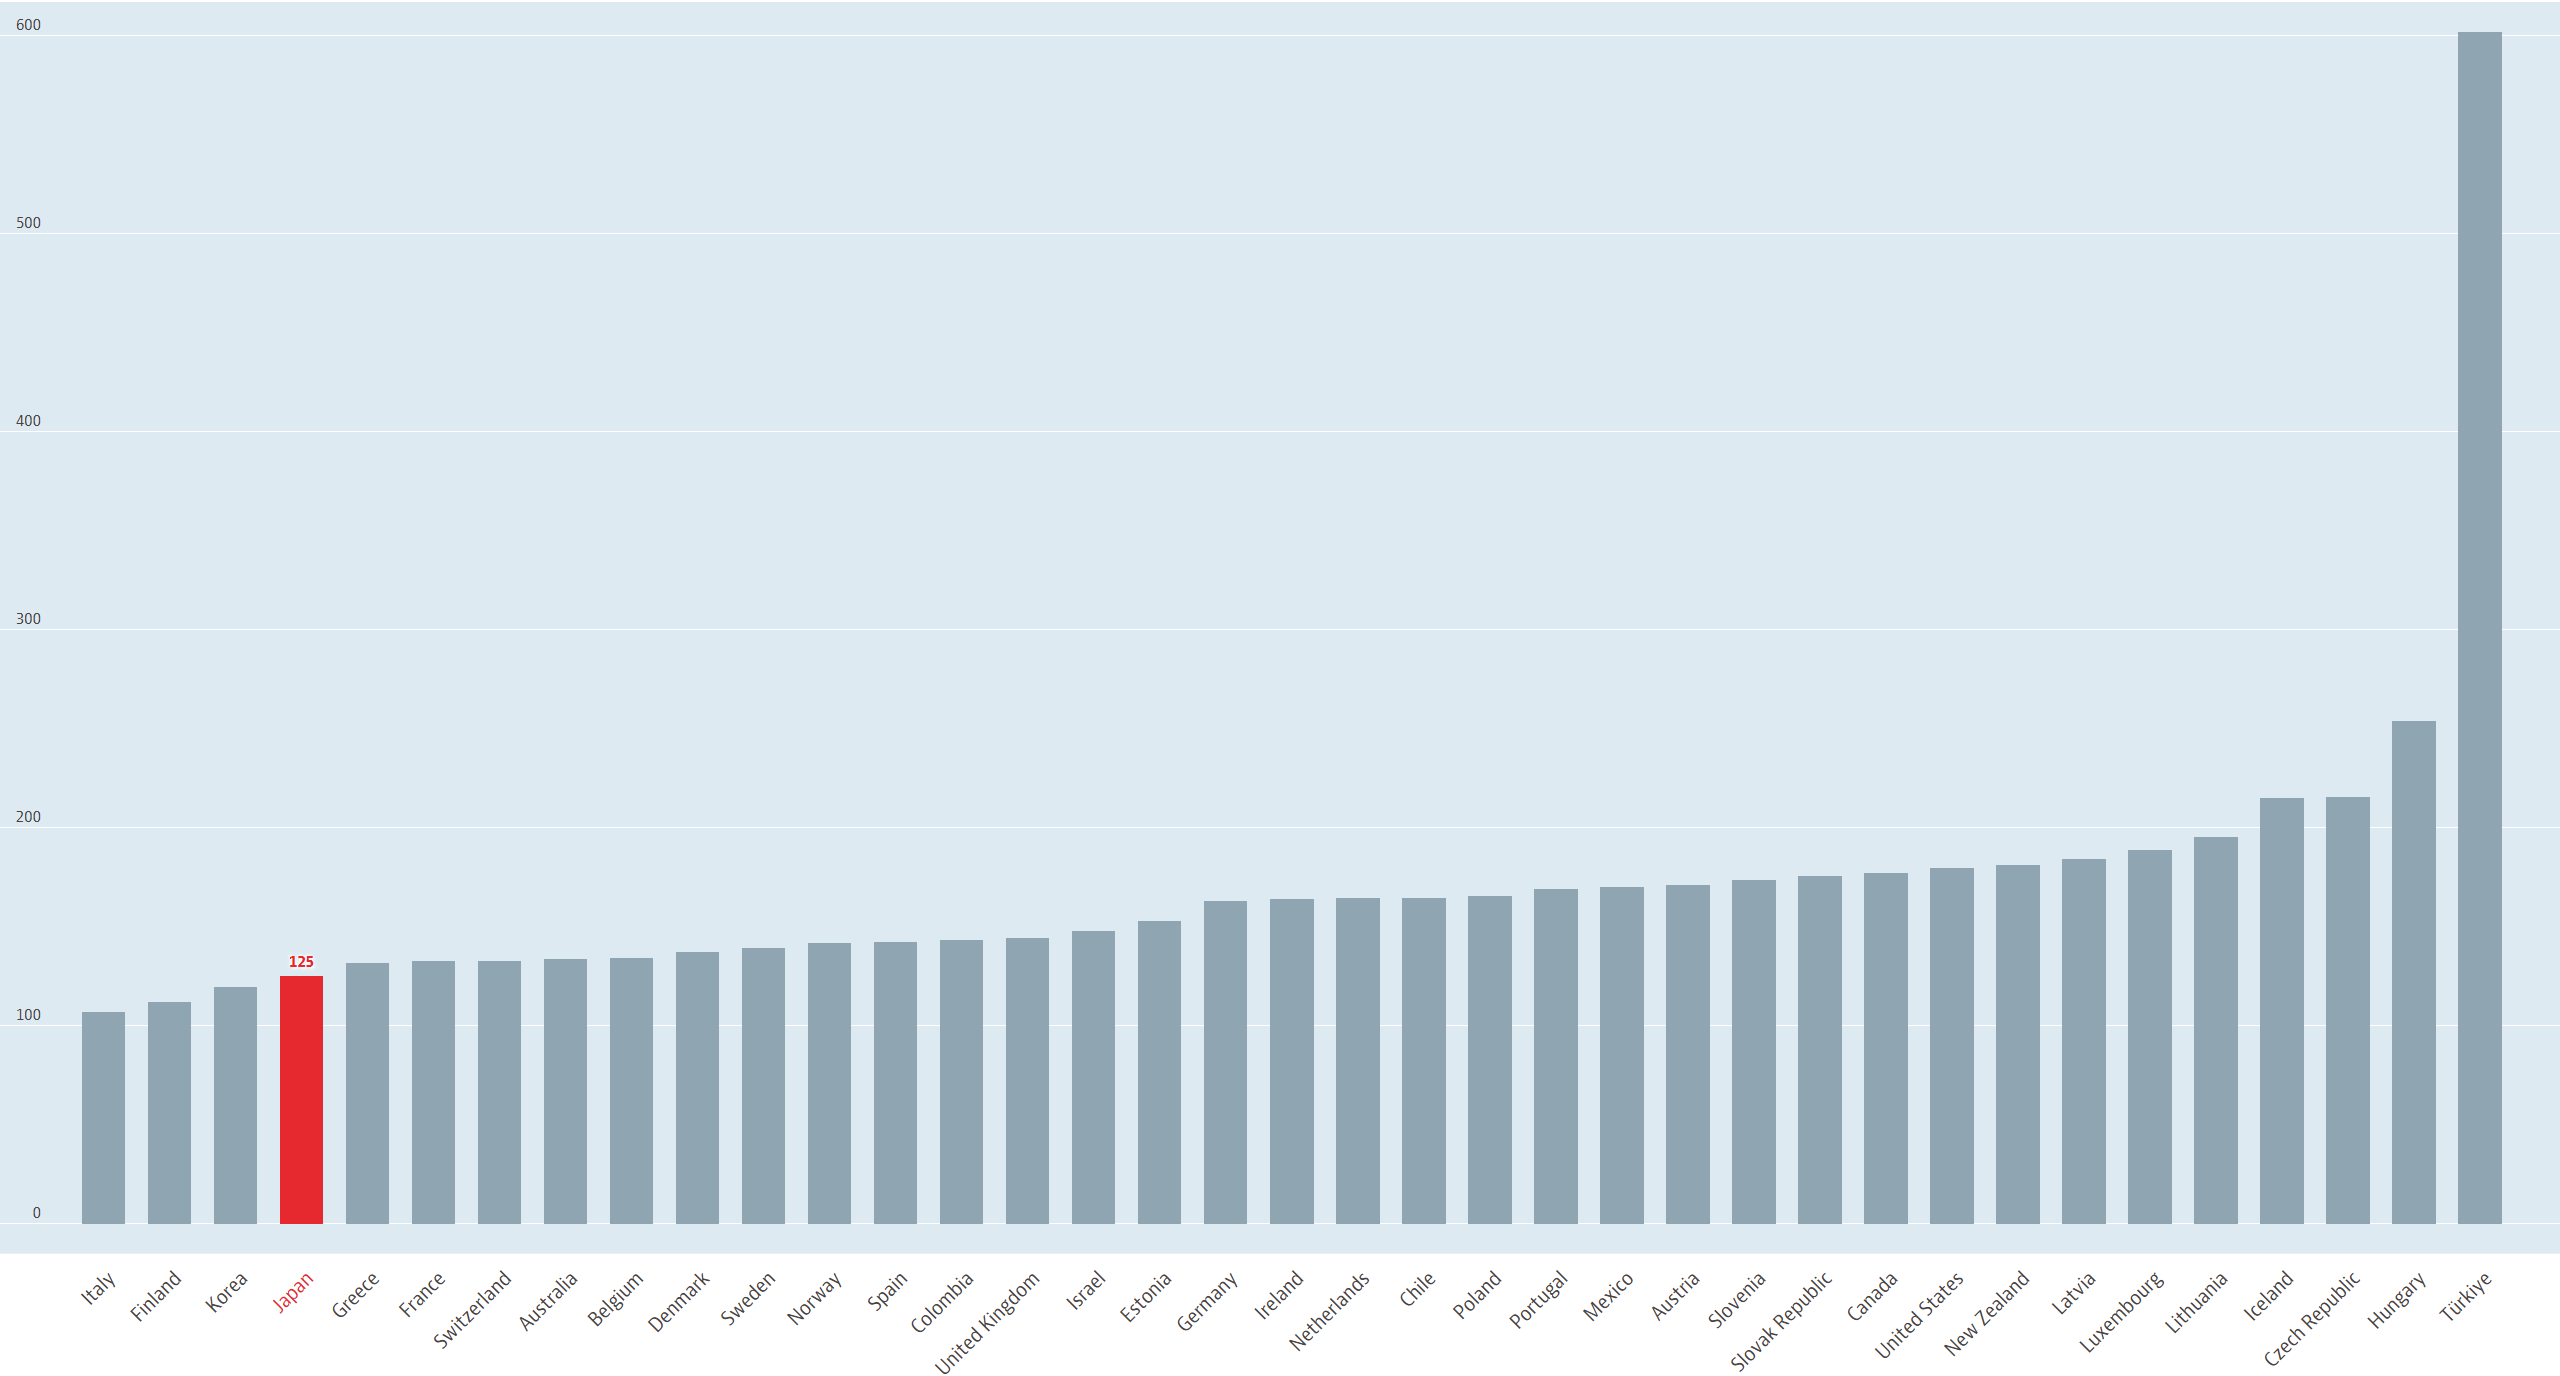 600
500
400
300
200
100
0
125
Italy
Finland
Korea
Japan
Greece
France
Switzerland
Australia
Belgium
Denmark
Sweden
Norway
Spain
Colombia
United Kingdom
Israel
Estonia
Germany
Ireland
Netherlands
Chile
Poland
Portugal
Mexico
Austria
Slovenia
Slovak Republic
Canada
United States
New Zealand
Latvia
Luxembourg
Lithuania
Iceland
Czech Republic
Hungary
Türkiye